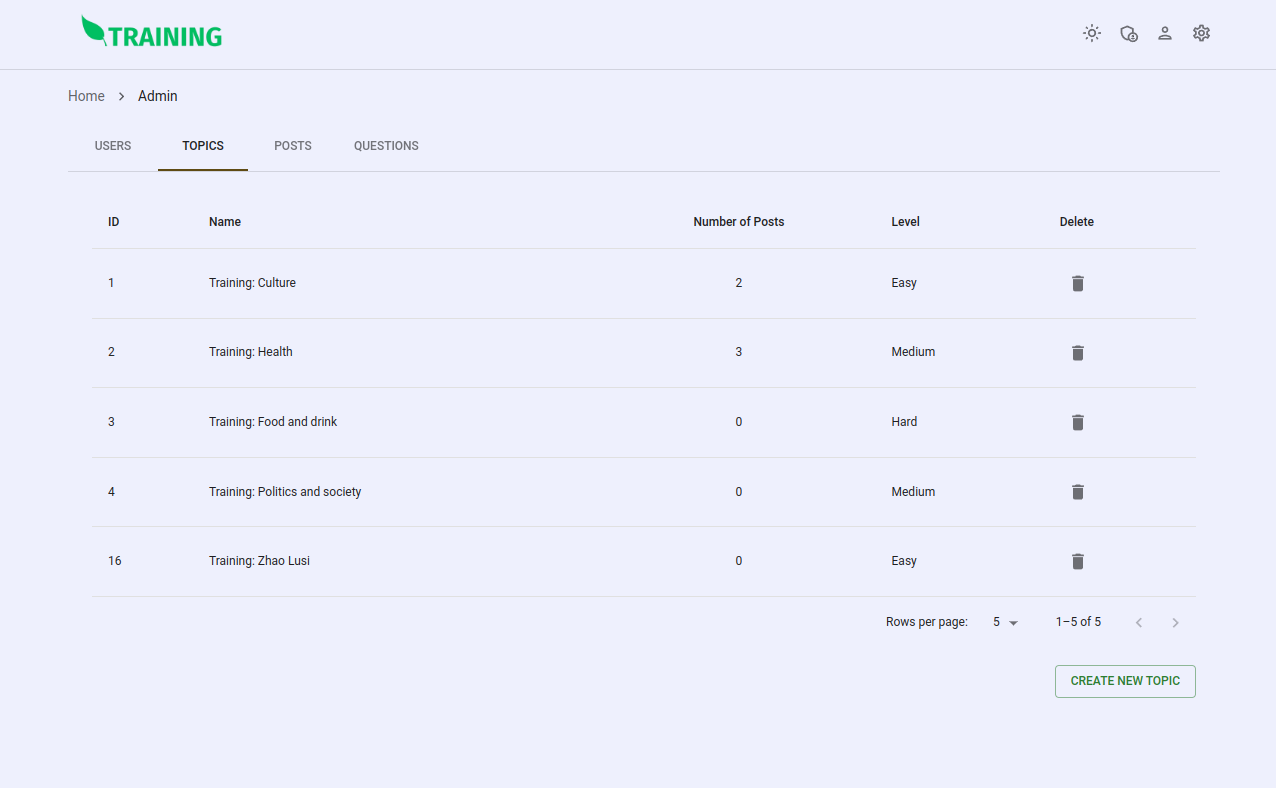 TRAINING
Home > Admin
USERS TOPICS POSTS QUESTIONS
ID Name Number of Posts Level Delete
1 Training: Culture 2 Easy
2 Training: Health 3 Medium
3 Training: Food and drink 0 Hard
4 Training: Politics and society 0 Medium
16 Training: Zhao Lusi 0 Easy
Rows per page: 5 1–5 of 5
CREATE NEW TOPIC